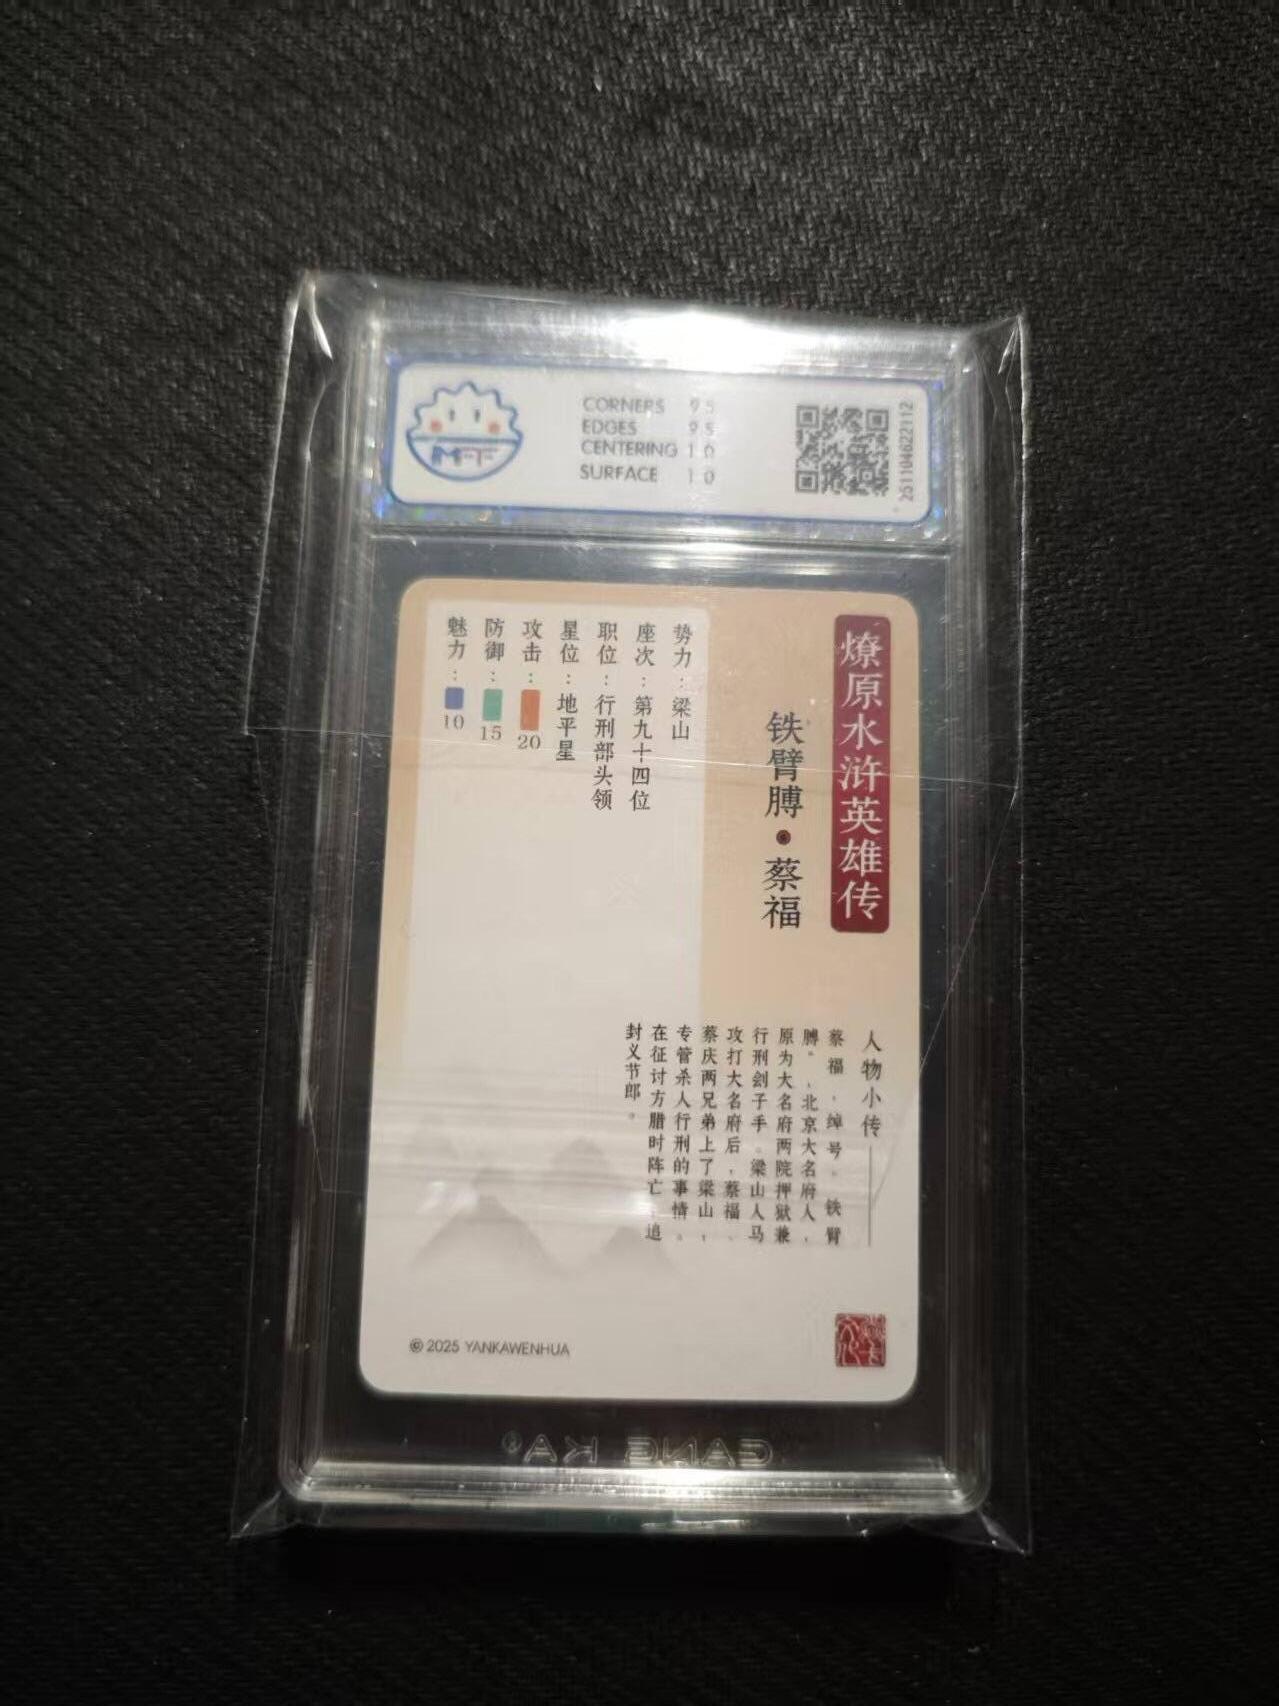 MFT
CORNERS 9.5
EDGES 9.5
CENTERING 10
SURFACE 10
25110462​2112
燎原水浒英雄传
铁臂膊·蔡福
势力：梁山
座次：第九十四位
职位：行刑部头领
星位：地平星
攻击：20
防御：15
魅力：10
人物小传
蔡福，绰号“铁臂
膊”，北京大名府人，
原为大名府两院押狱兼
行刑刽子手。梁山人马
攻打大名府后，蔡福、
蔡庆两兄弟上了梁山，
专管杀人行刑的事情。
在征讨方腊时阵亡，追
封义节郎。
© 2025 YANKAWENHUA
GANG KA®